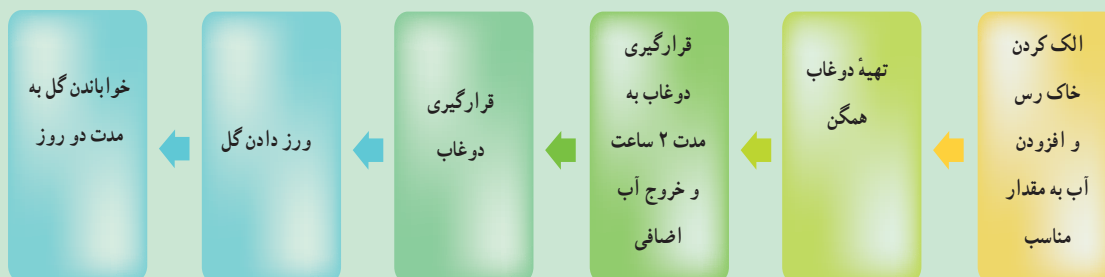 الک کردن
خاک رس
و افزودن
آب به مقدار
مناسب
تهیهٔ دوغاب
همگن
قرارگیری
دوغاب به
مدت ۲ ساعت
و خروج آب
اضافی
قرارگیری
دوغاب
ورز دادن گل
خواباندن گل به
مدت دو روز